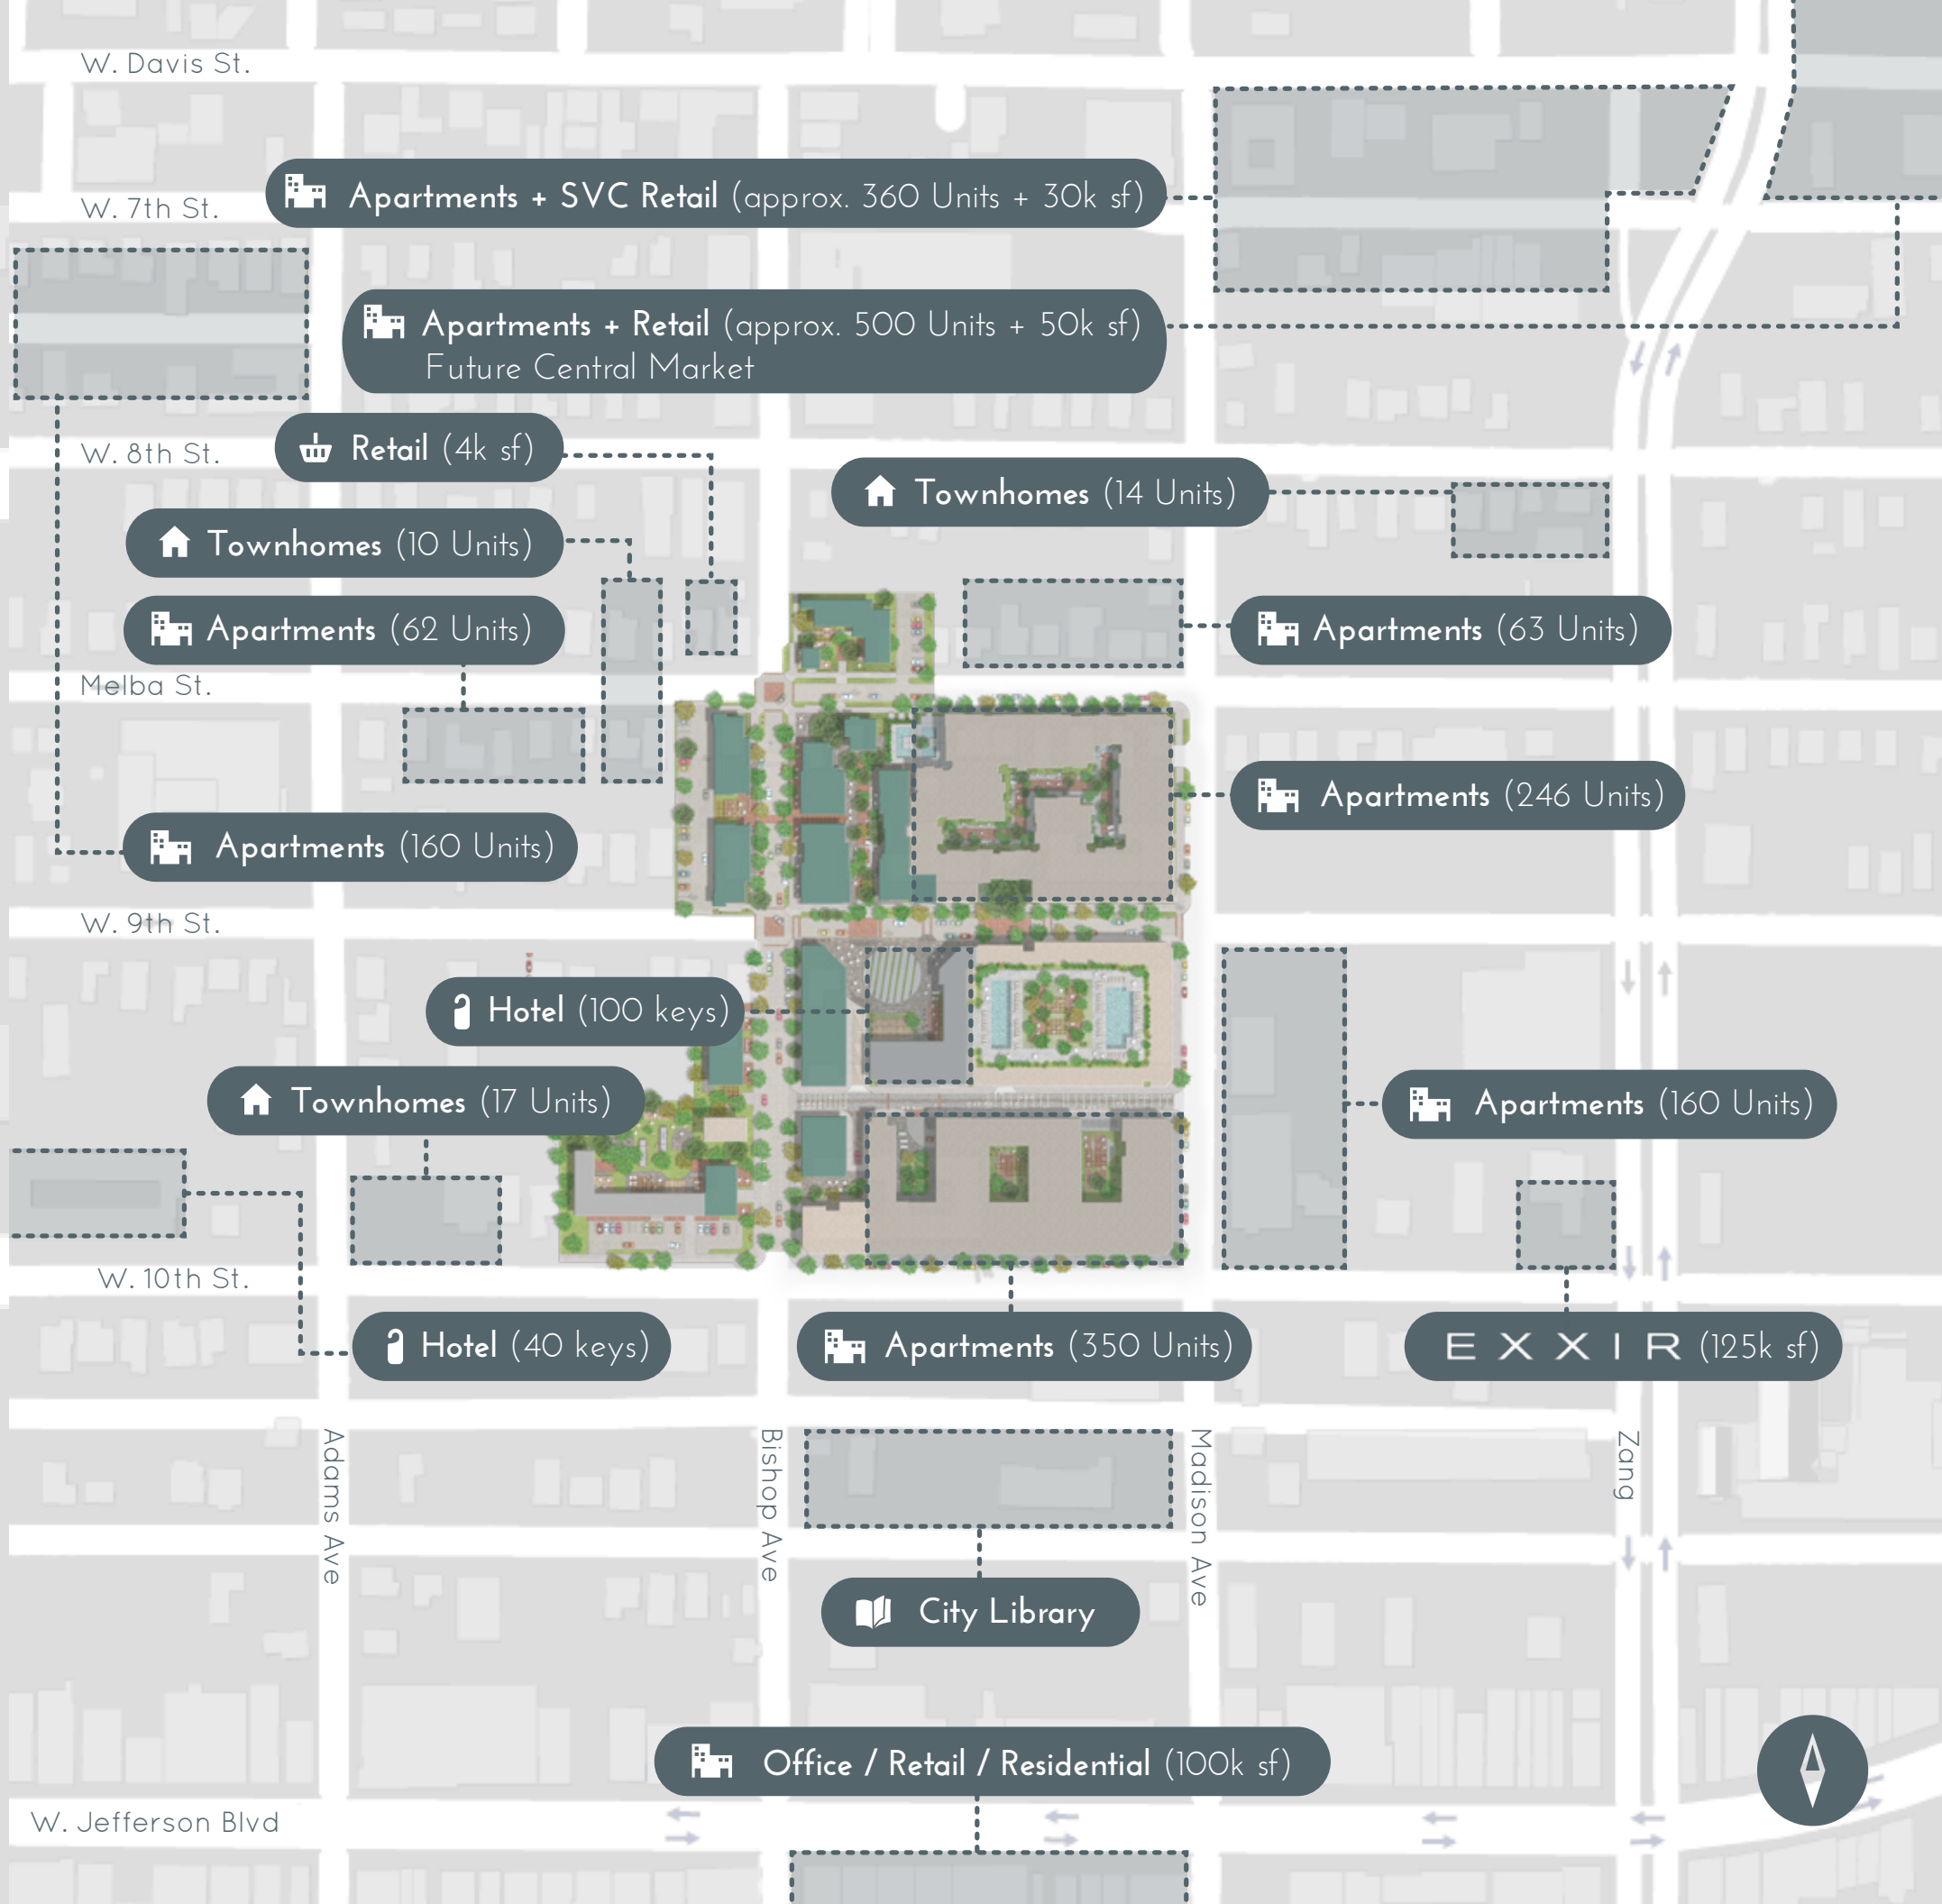 W. Davis St.
Apartments + SVC Retail (approx. 360 Units + 30k sf)
W. 7th St.
Apartments + Retail (approx. 500 Units + 50k sf)
Future Central Market
Retail (4k sf)
W. 8th St.
Townhomes (14 Units)
Townhomes (10 Units)
Apartments (62 Units)
Apartments (63 Units)
Melba St.
Apartments (246 Units)
Apartments (160 Units)
W. 9th St.
Hotel (100 keys)
Townhomes (17 Units)
Apartments (160 Units)
W. 10th St.
Hotel (40 keys)
Apartments (350 Units)
EXXIR (125k sf)
Adams Ave
Bishop Ave
Madison Ave
Zang
City Library
Office / Retail / Residential (100k sf)
W. Jefferson Blvd